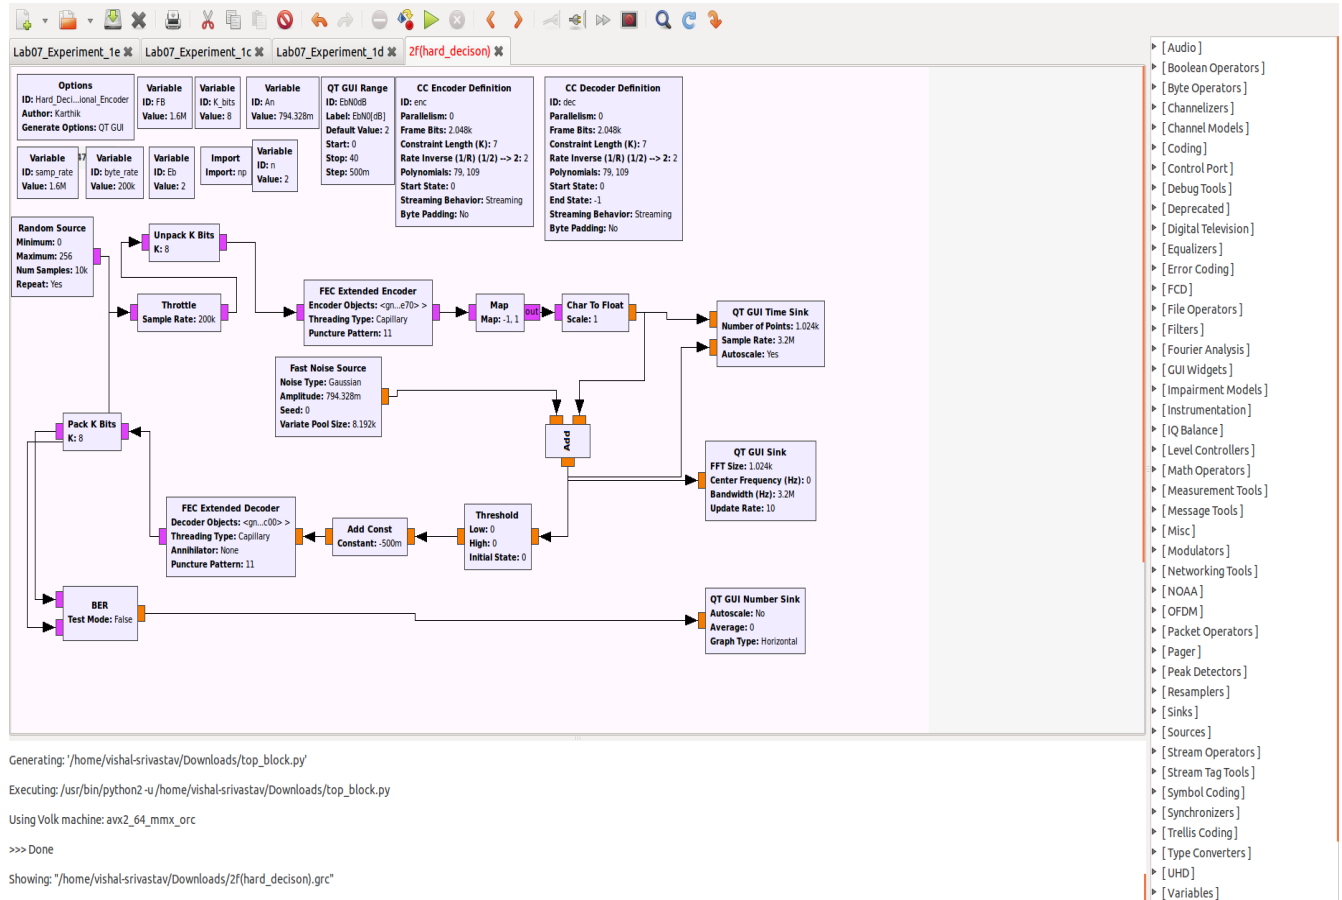 Lab07_Experiment_1e
Lab07_Experiment_1c
Lab07_Experiment_1d
2f(hard_decison)
Options
ID: Hard_Deci...ional_Encoder
Author: Karthik
Generate Options: QT GUI
Variable
ID: FB
Value: 1.6M
Variable
ID: K_bits
Value: 8
Variable
ID: An
Value: 794.328m
QT GUI Range
ID: EbN0dB
Label: EbN0[dB]
Default Value: 2
Start: 0
Stop: 40
Step: 500m
CC Encoder Definition
ID: enc
Parallelism: 0
Frame Bits: 2.048k
Constraint Length (K): 7
Rate Inverse (1/R) (1/2) --> 2: 2
Polynomials: 79, 109
Start State: 0
Streaming Behavior: Streaming
Byte Padding: No
CC Decoder Definition
ID: dec
Parallelism: 0
Frame Bits: 2.048k
Constraint Length (K): 7
Rate Inverse (1/R) (1/2) --> 2: 2
Polynomials: 79, 109
Start State: 0
End State: -1
Streaming Behavior: Streaming
Byte Padding: No
Variable
ID: samp_rate
Value: 1.6M
47
Variable
ID: byte_rate
Value: 200k
Variable
ID: Eb
Value: 2
Import
Import: np
Variable
ID: n
Value: 2
Random Source
Minimum: 0
Maximum: 256
Num Samples: 10k
Repeat: Yes
Unpack K Bits
K: 8
Throttle
Sample Rate: 200k
FEC Extended Encoder
Encoder Objects: <gn...e70> >
Threading Type: Capillary
Puncture Pattern: 11
Map
Map: -1, 1
out
Char To Float
Scale: 1
QT GUI Time Sink
Number of Points: 1.024k
Sample Rate: 3.2M
Autoscale: Yes
Fast Noise Source
Noise Type: Gaussian
Amplitude: 794.328m
Seed: 0
Variate Pool Size: 8.192k
Add
Pack K Bits
K: 8
QT GUI Sink
FFT Size: 1.024k
Center Frequency (Hz): 0
Bandwidth (Hz): 3.2M
Update Rate: 10
FEC Extended Decoder
Decoder Objects: <gn...c00> >
Threading Type: Capillary
Annihilator: None
Puncture Pattern: 11
Add Const
Constant: -500m
Threshold
Low: 0
High: 0
Initial State: 0
BER
Test Mode: False
QT GUI Number Sink
Autoscale: No
Average: 0
Graph Type: Horizontal
Generating: '/home/vishal-srivastav/Downloads/top_block.py'
Executing: /usr/bin/python2 -u /home/vishal-srivastav/Downloads/top_block.py
Using Volk machine: avx2_64_mmx_orc
>>> Done
Showing: "/home/vishal-srivastav/Downloads/2f(hard_decison).grc"
[ Audio ]
[ Boolean Operators ]
[ Byte Operators ]
[ Channelizers ]
[ Channel Models ]
[ Coding ]
[ Control Port ]
[ Debug Tools ]
[ Deprecated ]
[ Digital Television ]
[ Equalizers ]
[ Error Coding ]
[ FCD ]
[ File Operators ]
[ Filters ]
[ Fourier Analysis ]
[ GUI Widgets ]
[ Impairment Models ]
[ Instrumentation ]
[ IQ Balance ]
[ Level Controllers ]
[ Math Operators ]
[ Measurement Tools ]
[ Message Tools ]
[ Misc ]
[ Modulators ]
[ Networking Tools ]
[ NOAA ]
[ OFDM ]
[ Packet Operators ]
[ Pager ]
[ Peak Detectors ]
[ Resamplers ]
[ Sinks ]
[ Sources ]
[ Stream Operators ]
[ Stream Tag Tools ]
[ Symbol Coding ]
[ Synchronizers ]
[ Trellis Coding ]
[ Type Converters ]
[ UHD ]
[ Variables ]